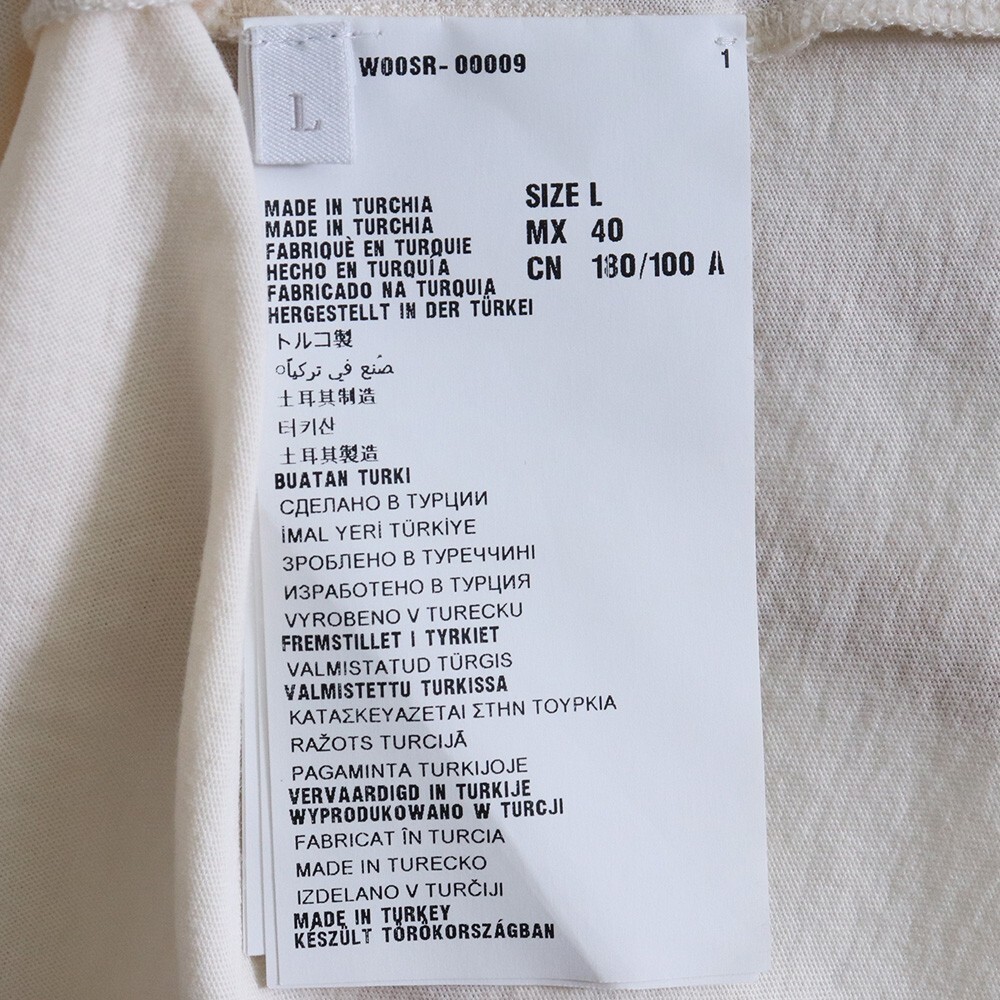 L
W00SR-00009
1
MADE IN TURCHIA
MADE IN TURCHIA
FABRIQUÈ EN TURQUIE
HECHO EN TURQUÍA
FABRICADO NA TURQUIA
HERGESTELLT IN DER TÜRKEI
SIZE L
MX 40
CN 180/100 A
トルコ製
صُنع في تركياْ
土耳其制造
터키산
土耳其製造
BUATAN TURKI
СДЕЛАНО В ТУРЦИИ
İMAL YERİ TÜRKİYE
ЗРОБЛЕНО В ТУРЕЧЧИНІ
ИЗРАБОТЕНО В ТУРЦИЯ
VYROBENO V TURECKU
FREMSTILLET I TYRKIET
VALMISTATUD TÜRGIS
VALMISTETTU TURKISSA
ΚΑΤΑΣΚΕΥΑΖΕΤΑΙ ΣΤΗΝ ΤΟΥΡΚΙΑ
RAŽOTS TURCIJĀ
PAGAMINTA TURKIJOJE
VERVAARDIGD IN TURKIJE
WYPRODUKOWANO W TURCJI
FABRICAT ÎN TURCIA
MADE IN TURECKO
IZDELANO V TURČIJI
MADE IN TURKEY
KÉSZÜLT TÖRÖKORSZÁGBAN